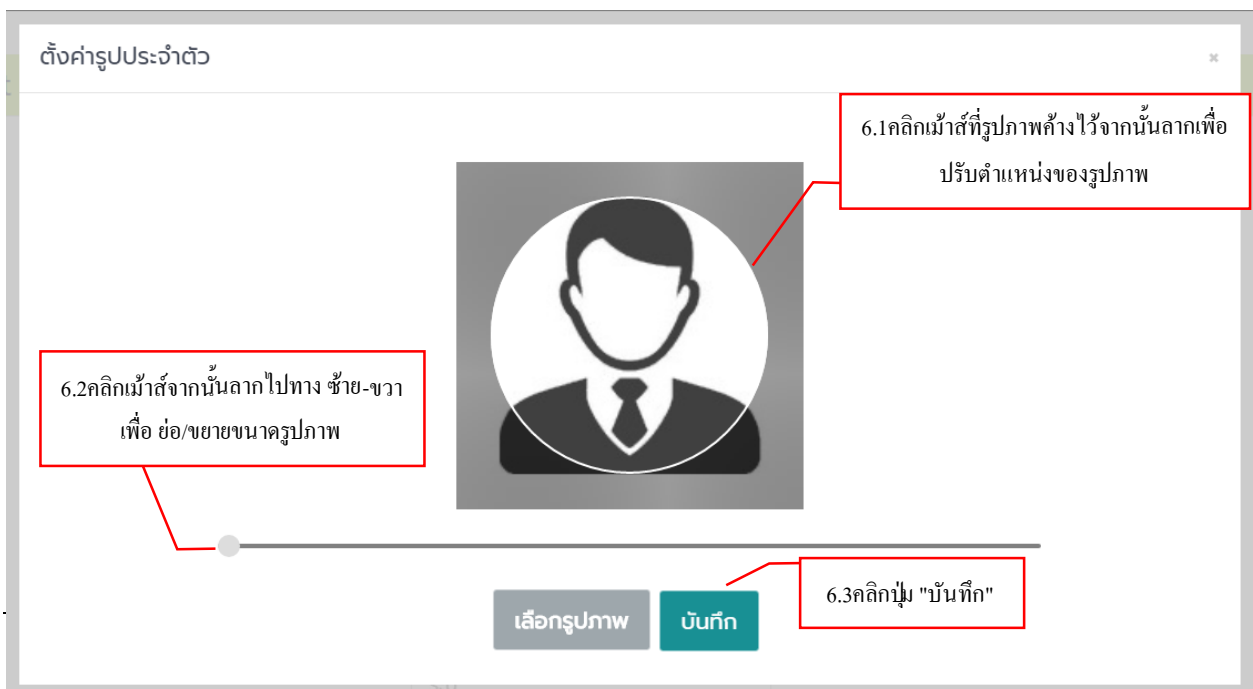 ตั้งค่ารูปประจำตัว
×
6.1คลิกเม้าส์ที่รูปภาพค้างไว้จากนั้นลากเพื่อ
ปรับตำแหน่งของรูปภาพ
6.2คลิกเม้าส์จากนั้นลากไปทาง ซ้าย-ขวา
เพื่อ ย่อ/ขยายขนาดรูปภาพ
6.3คลิกปุ่ม "บันทึก"
เลือกรูปภาพ
บันทึก